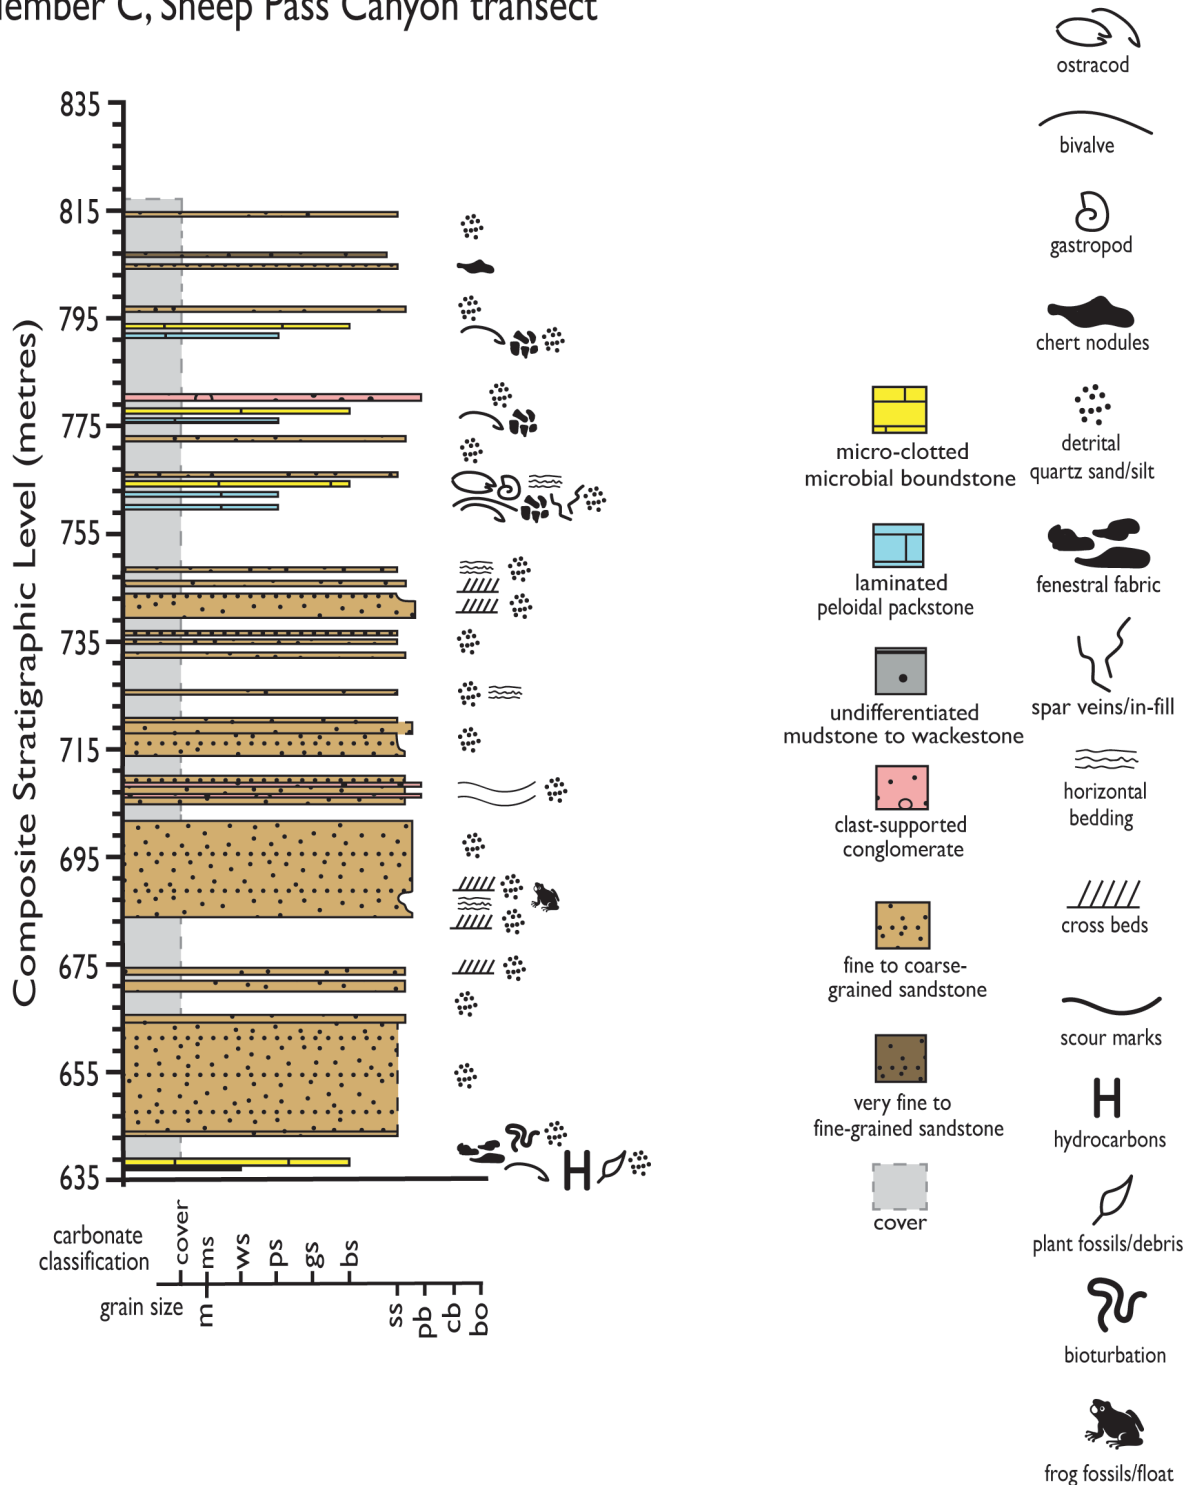 Member C, Sheep Pass Canyon transect
Composite Stratigraphic Level (metres)
835
815
795
775
755
735
715
695
675
655
635
H
carbonate
classification
cover
ms
ws
ps
gs
bs
grain size
m
ss
pb
cb
bo
micro-clotted
microbial boundstone
laminated
peloidal packstone
undifferentiated
mudstone to wackestone
clast-supported
conglomerate
fine to coarse-
grained sandstone
very fine to
fine-grained sandstone
cover
ostracod
bivalve
gastropod
chert nodules
detrital
quartz sand/silt
fenestral fabric
spar veins/in-fill
horizontal
bedding
cross beds
scour marks
H
hydrocarbons
plant fossils/debris
bioturbation
frog fossils/float